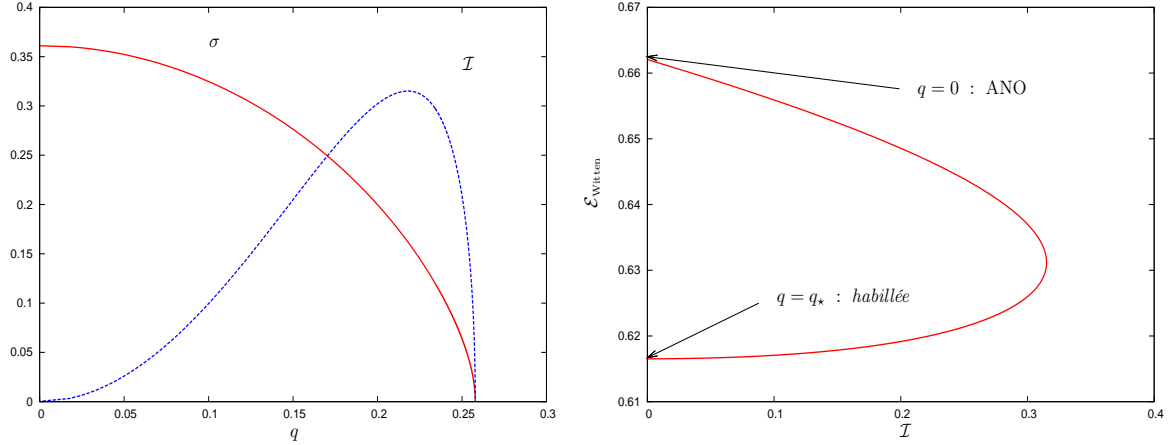 0.4
0.35
0.3
0.25
0.2
0.15
0.1
0.05
0
σ
ℐ
0 0.05 0.1 0.15 0.2 0.25 0.3
q
0.67
0.66
0.65
0.64
0.63
0.62
0.61
ℰWitten
q = 0 : ANO
q = q⋆ : habillée
0 0.1 0.2 0.3 0.4
ℐ